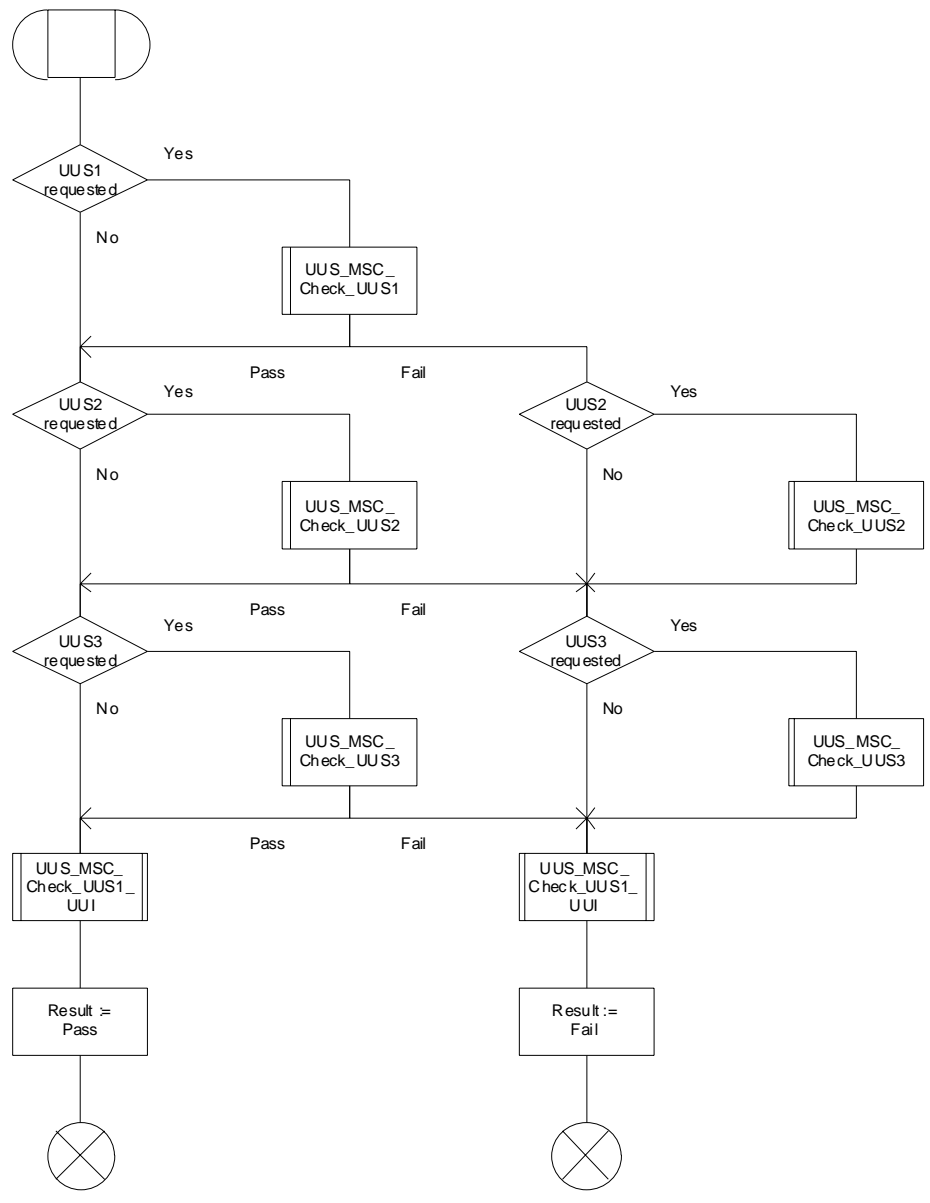 Yes
UUS1
requested
No
UUS_MSC_
Check_UUS1
Pass
Fail
Yes
Yes
UUS2
requested
UUS2
requested
No
No
UUS_MSC_
Check_UUS2
UUS_MSC_
Check_UUS2
Pass
Fail
Yes
Yes
UUS3
requested
UUS3
requested
No
No
UUS_MSC_
Check_UUS3
UUS_MSC_
Check_UUS3
Pass
Fail
UUS_MSC_
Check_UUS1_
UUI
UUS_MSC_
Check_UUS1_
UUI
Result :=
Pass
Result :=
Fail